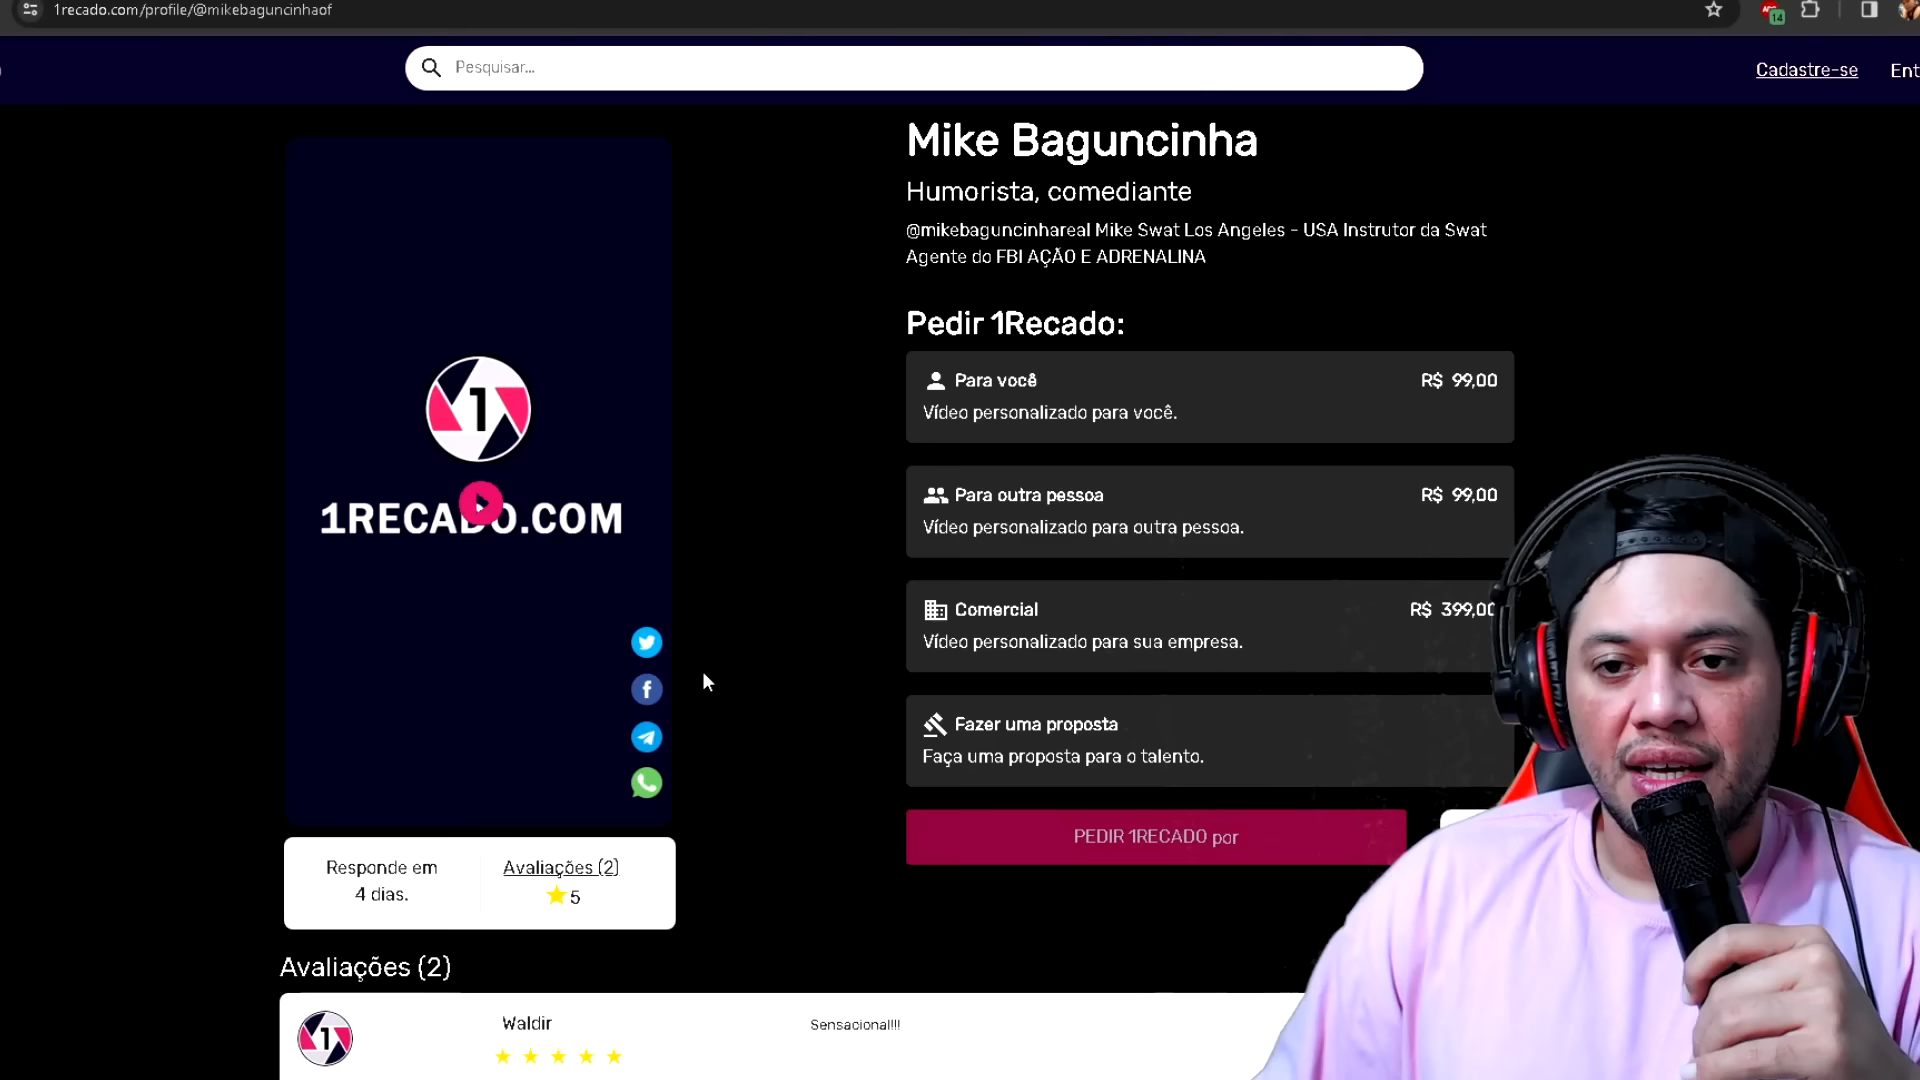 1recado.com/profile/@mikebaguncinhaof
14
Pesquisar...
Cadastre-se
Ent
Mike Baguncinha
Humorista, comediante
@mikebaguncinhareal Mike Swat Los Angeles - USA Instrutor da Swat
Agente do FBI AÇÃO E ADRENALINA
Pedir 1Recado:
Para você R$ 99,00
Vídeo personalizado para você.
Para outra pessoa R$ 99,00
Vídeo personalizado para outra pessoa.
Comercial R$ 399,00
Vídeo personalizado para sua empresa.
Fazer uma proposta
Faça uma proposta para o talento.
PEDIR 1RECADO por
1
1RECADO.COM
Responde em
4 dias.
Avaliações (2)
5
Avaliações (2)
1
Waldir
Sensacional!!!